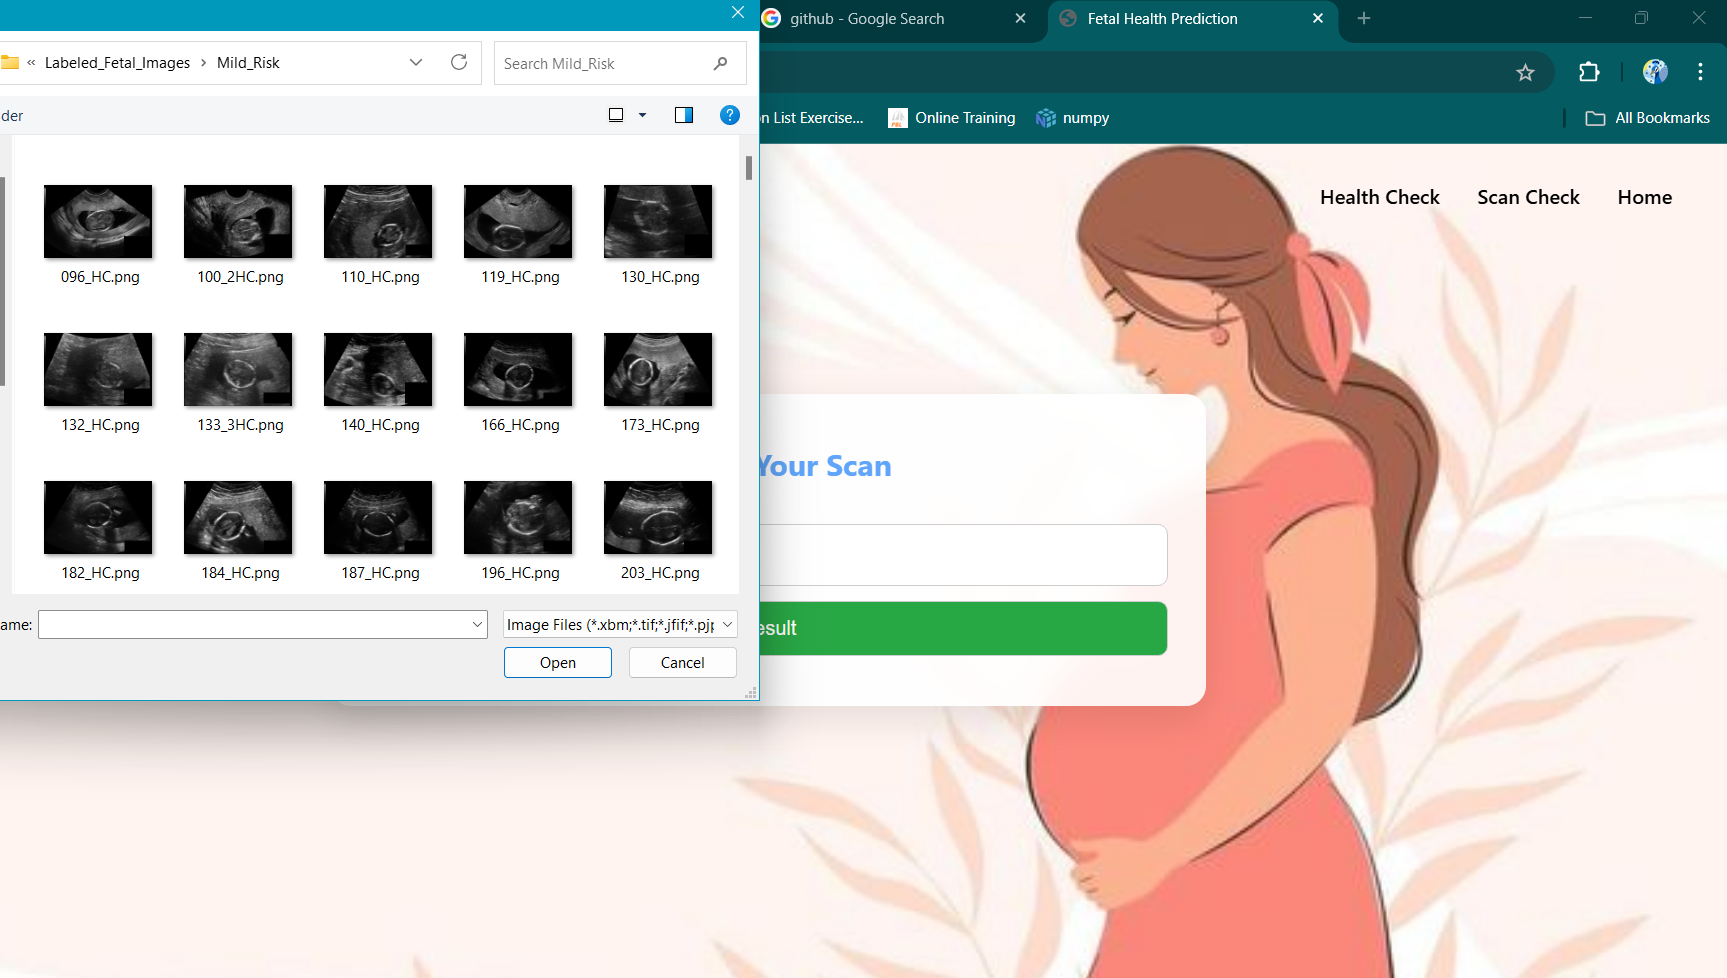 github - Google Search
Fetal Health Prediction
Labeled_Fetal_Images
Mild_Risk
Search Mild_Risk
der
on List Exercise...
Online Training
numpy
All Bookmarks
Health Check
Scan Check
Home
096_HC.png
100_2HC.png
110_HC.png
119_HC.png
130_HC.png
132_HC.png
133_3HC.png
140_HC.png
166_HC.png
173_HC.png
Your Scan
182_HC.png
184_HC.png
187_HC.png
196_HC.png
203_HC.png
ame:
Image Files (*.xbm;*.tif;*.jfif;*.pjp
esult
Open
Cancel